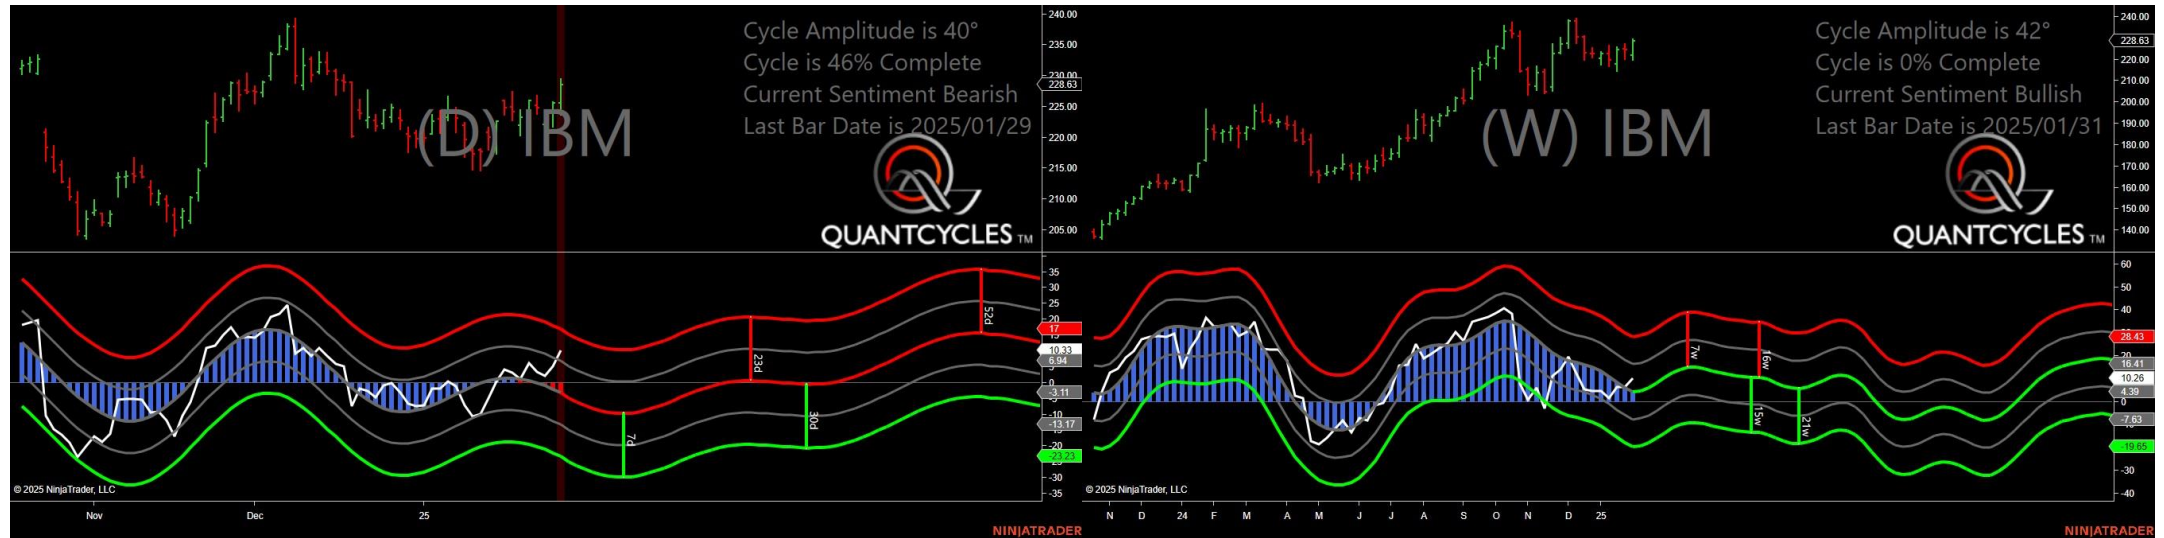 Cycle Amplitude is 40°
Cycle is 46% Complete
Current Sentiment Bearish
Last Bar Date is 2025/01/29
(D) IBM
QUANTCYCLES TM
240.00
235.00
230.00
228.63
225.00
220.00
215.00
210.00
205.00
35
30
25
20
17
10.33
6.94
0
-3.11
-10
-13.17
-20
-23.23
-30
-35
7d
23d
30d
52d
© 2025 NinjaTrader, LLC
Nov
Dec
25
NINJATRADER
Cycle Amplitude is 42°
Cycle is 0% Complete
Current Sentiment Bullish
Last Bar Date is 2025/01/31
(W) IBM
QUANTCYCLES TM
240.00
228.63
220.00
210.00
200.00
190.00
180.00
170.00
160.00
150.00
140.00
60
50
40
28.43
20
16.41
10.26
4.39
0
-7.63
-19.65
-30
-40
7w
16w
15w
21w
© 2025 NinjaTrader, LLC
N D 24 F M A M J J A S O N D 25
NINJATRADER